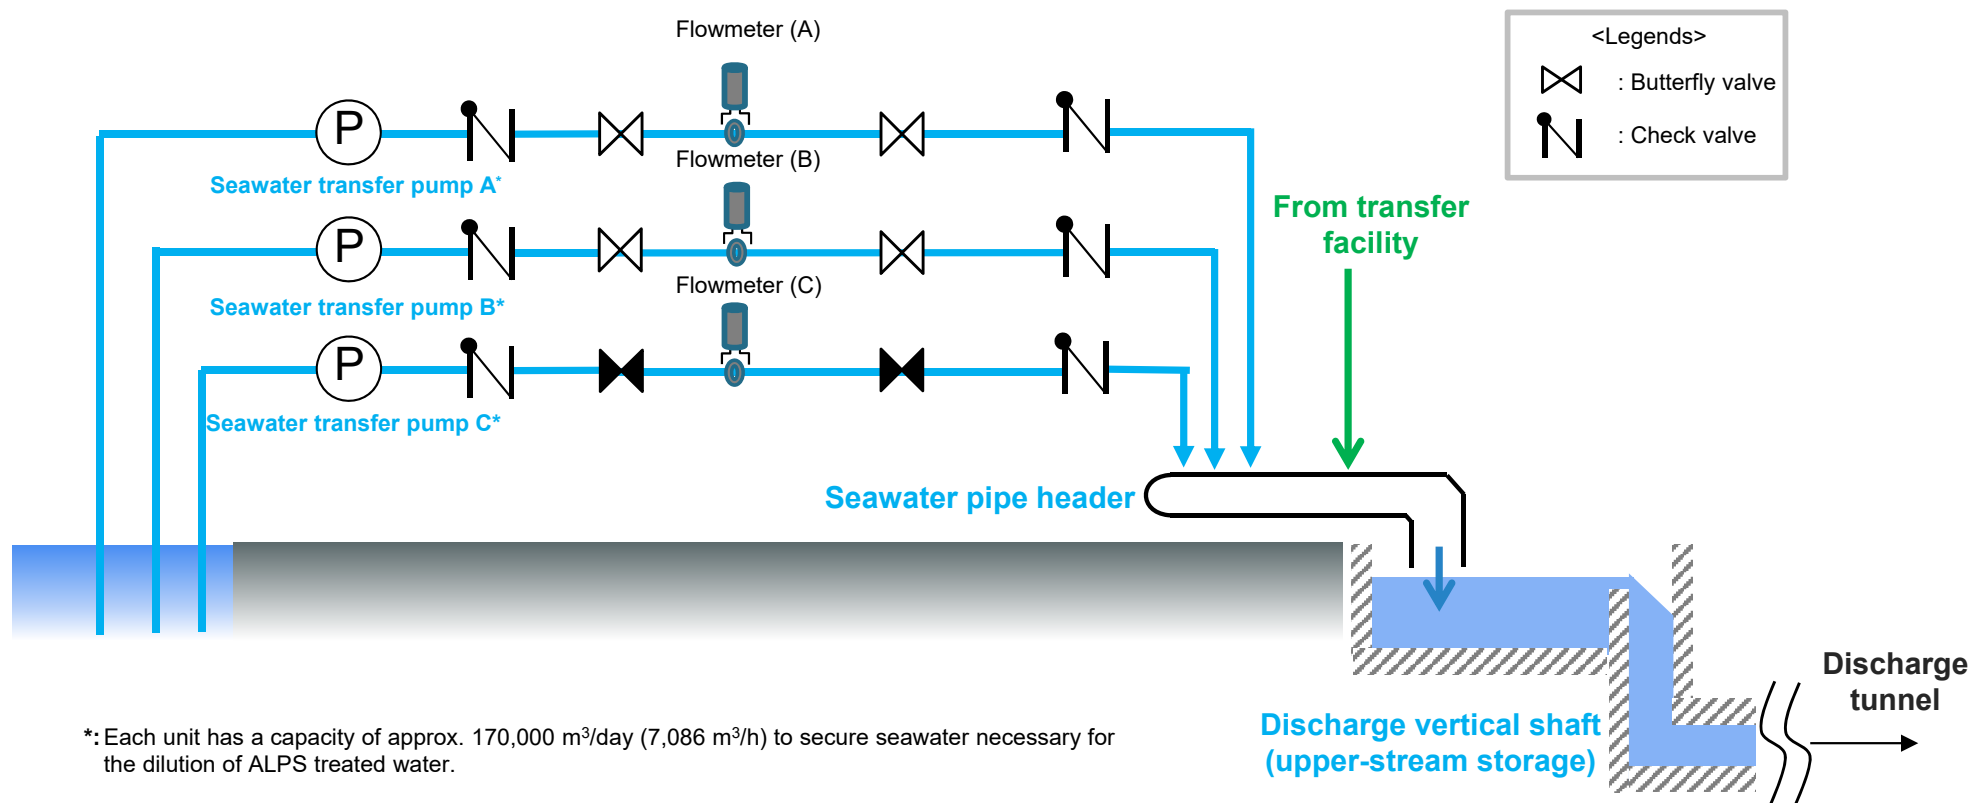 Flowmeter (A)
<Legends>
: Butterfly valve
: Check valve
P
Seawater transfer pump A*
Flowmeter (B)
P
Seawater transfer pump B*
Flowmeter (C)
P
Seawater transfer pump C*
From transfer
facility
Seawater pipe header
Discharge
tunnel
Discharge vertical shaft
(upper-stream storage)
*: Each unit has a capacity of approx. 170,000 m³/day (7,086 m³/h) to secure seawater necessary for
the dilution of ALPS treated water.